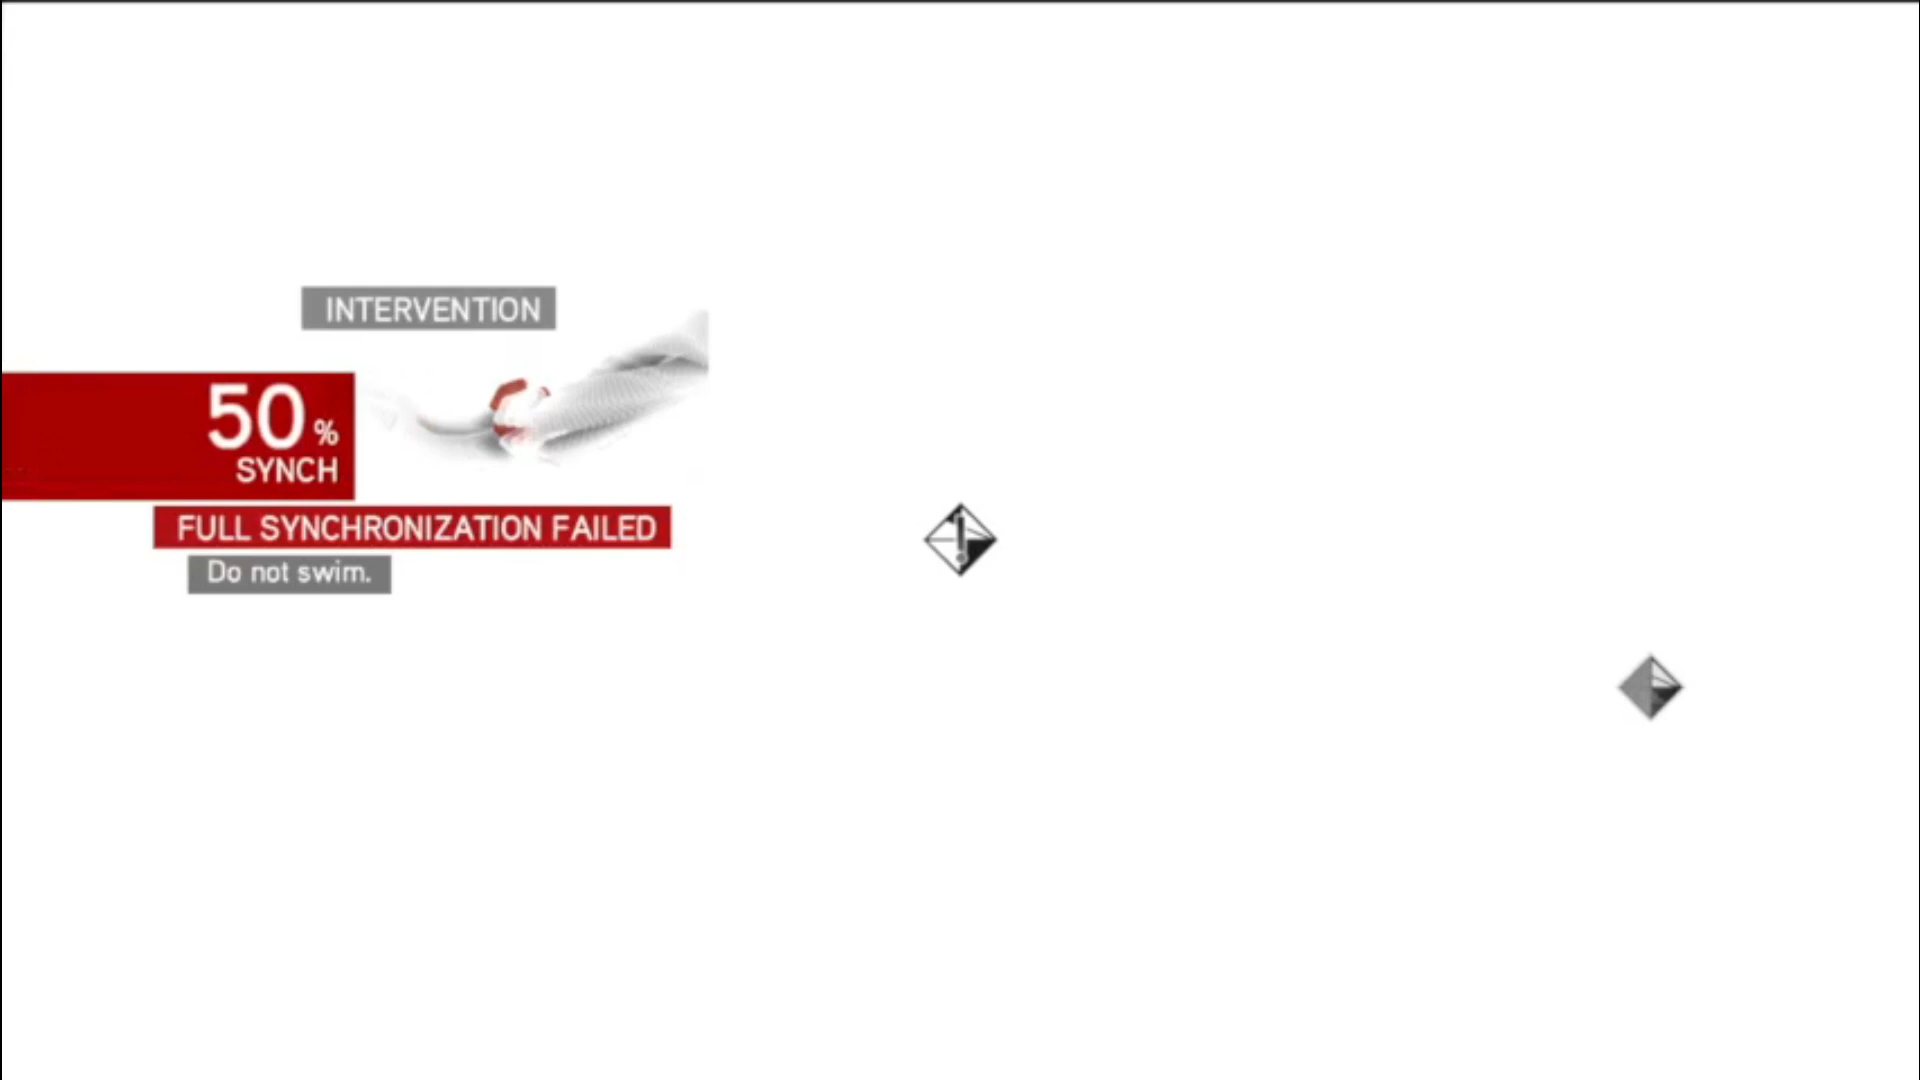 INTERVENTION
50 %
SYNCH
FULL SYNCHRONIZATION FAILED
Do not swim.